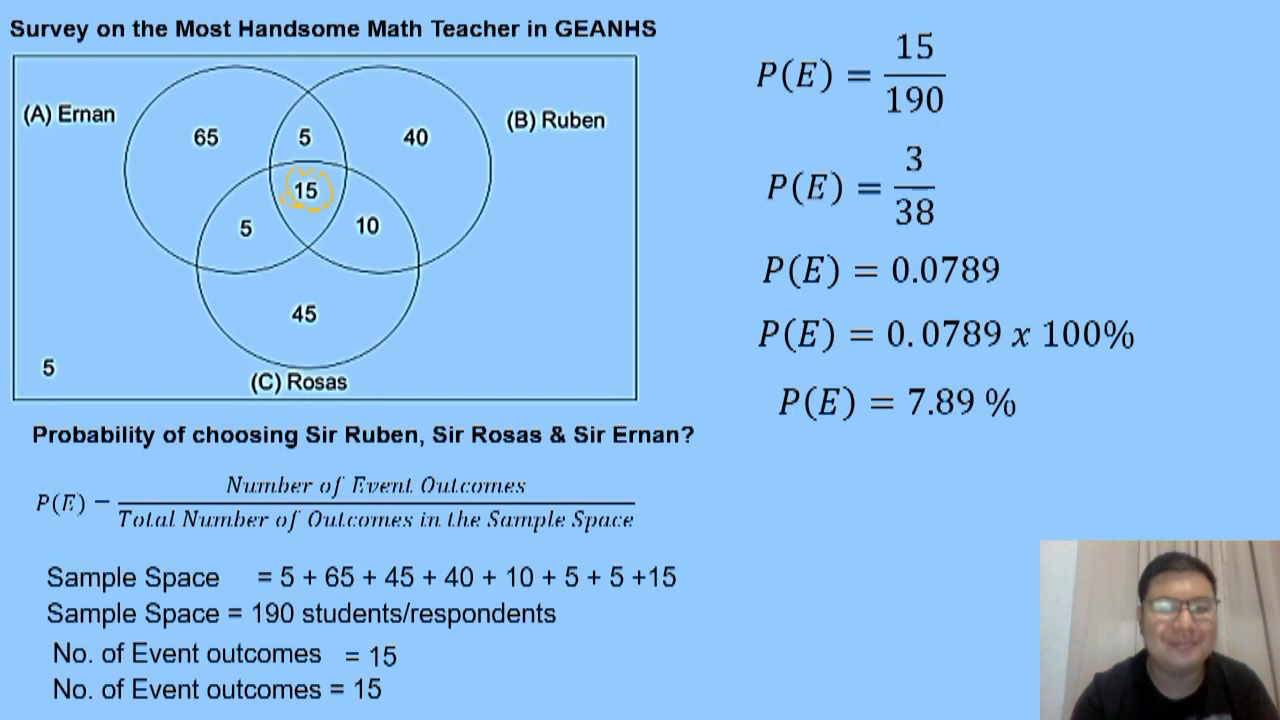 Survey on the Most Handsome Math Teacher in GEANHS
(A) Ernan
(B) Ruben
65
5
40
15
5
10
45
5
(C) Rosas
Probability of choosing Sir Ruben, Sir Rosas & Sir Ernan?
P(E) = Number of Event Outcomes
Total Number of Outcomes in the Sample Space
Sample Space = 5 + 65 + 45 + 40 + 10 + 5 + 5 +15
Sample Space = 190 students/respondents
No. of Event outcomes = 15
No. of Event outcomes = 15
P(E) = 15
190
P(E) = 3
38
P(E) = 0.0789
P(E) = 0.0789 x 100%
P(E) = 7.89 %